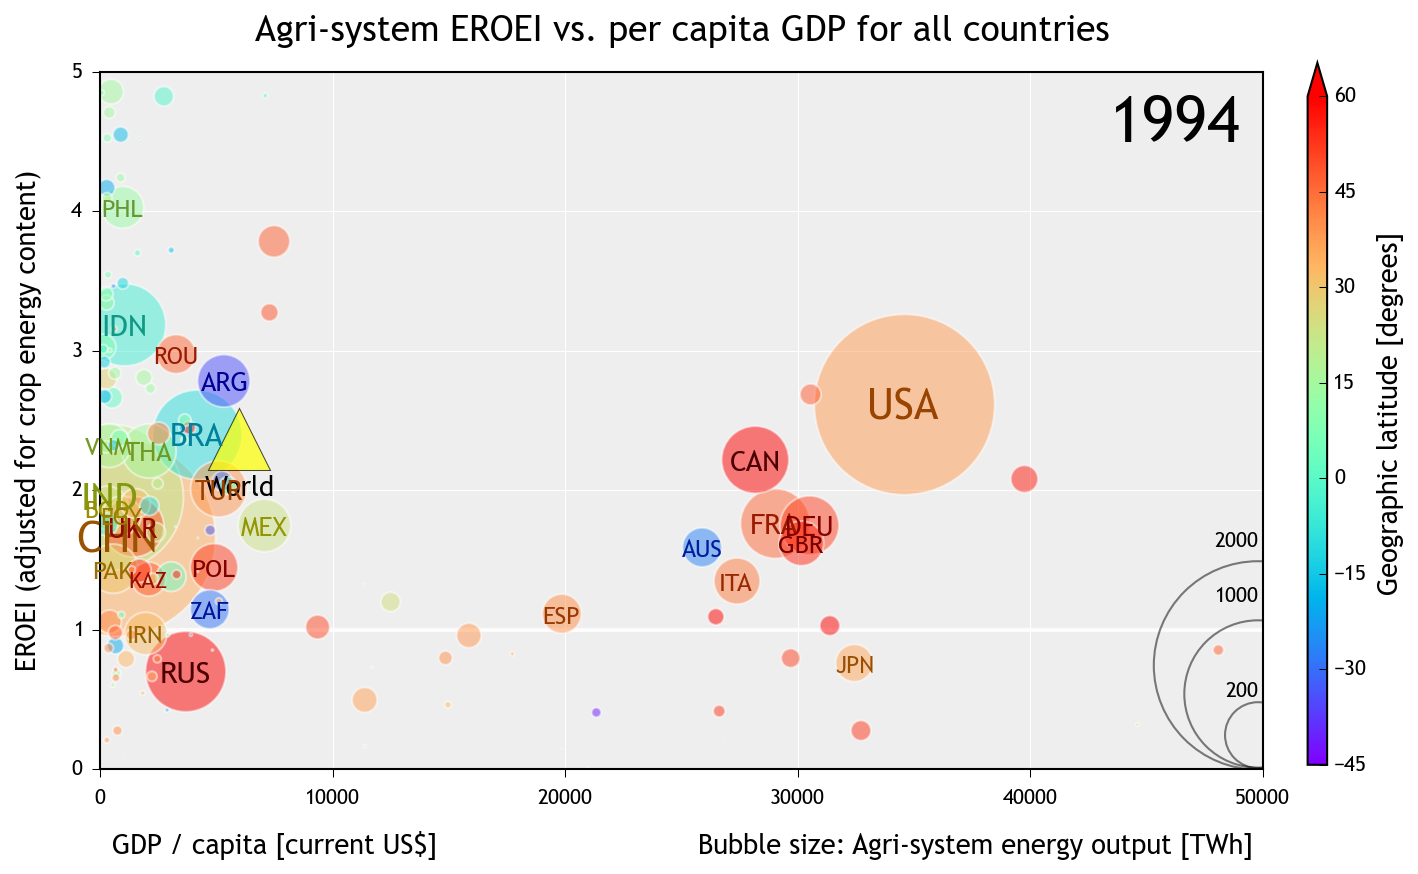 Agri-system EROEI vs. per capita GDP for all countries
1994
EROEI (adjusted for crop energy content)
5
4
3
2
1
0
PHL
IDN
ROU
ARG
USA
BRA
VNM
THA
CAN
World
TUR
IND
MEX
FRA
DEU
UKR
CHN
GBR
AUS
PAK
KAZ
POL
ITA
ZAF
ESP
IRN
RUS
JPN
2000
1000
200
0
10000
20000
30000
40000
50000
GDP / capita [current US$]
Bubble size: Agri-system energy output [TWh]
60
45
30
15
0
−15
−30
−45
Geographic latitude [degrees]